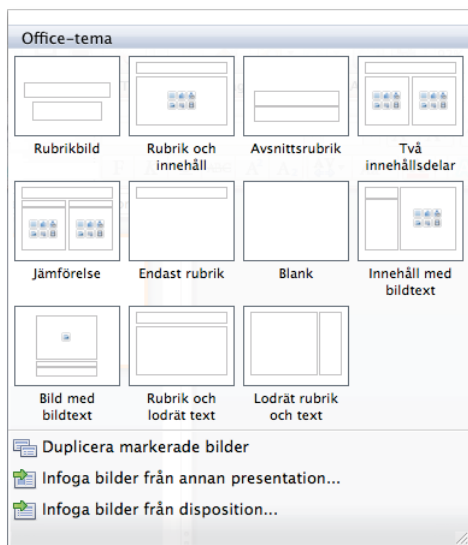 Office-tema
Rubrikbild
Rubrik och
innehåll
Avsnittsrubrik
Två
innehållsdelar
Jämförelse
Endast rubrik
Blank
Innehåll med
bildtext
Bild med
bildtext
Rubrik och
lodrät text
Lodrät rubrik
och text
Duplicera markerade bilder
Infoga bilder från annan presentation...
Infoga bilder från disposition...